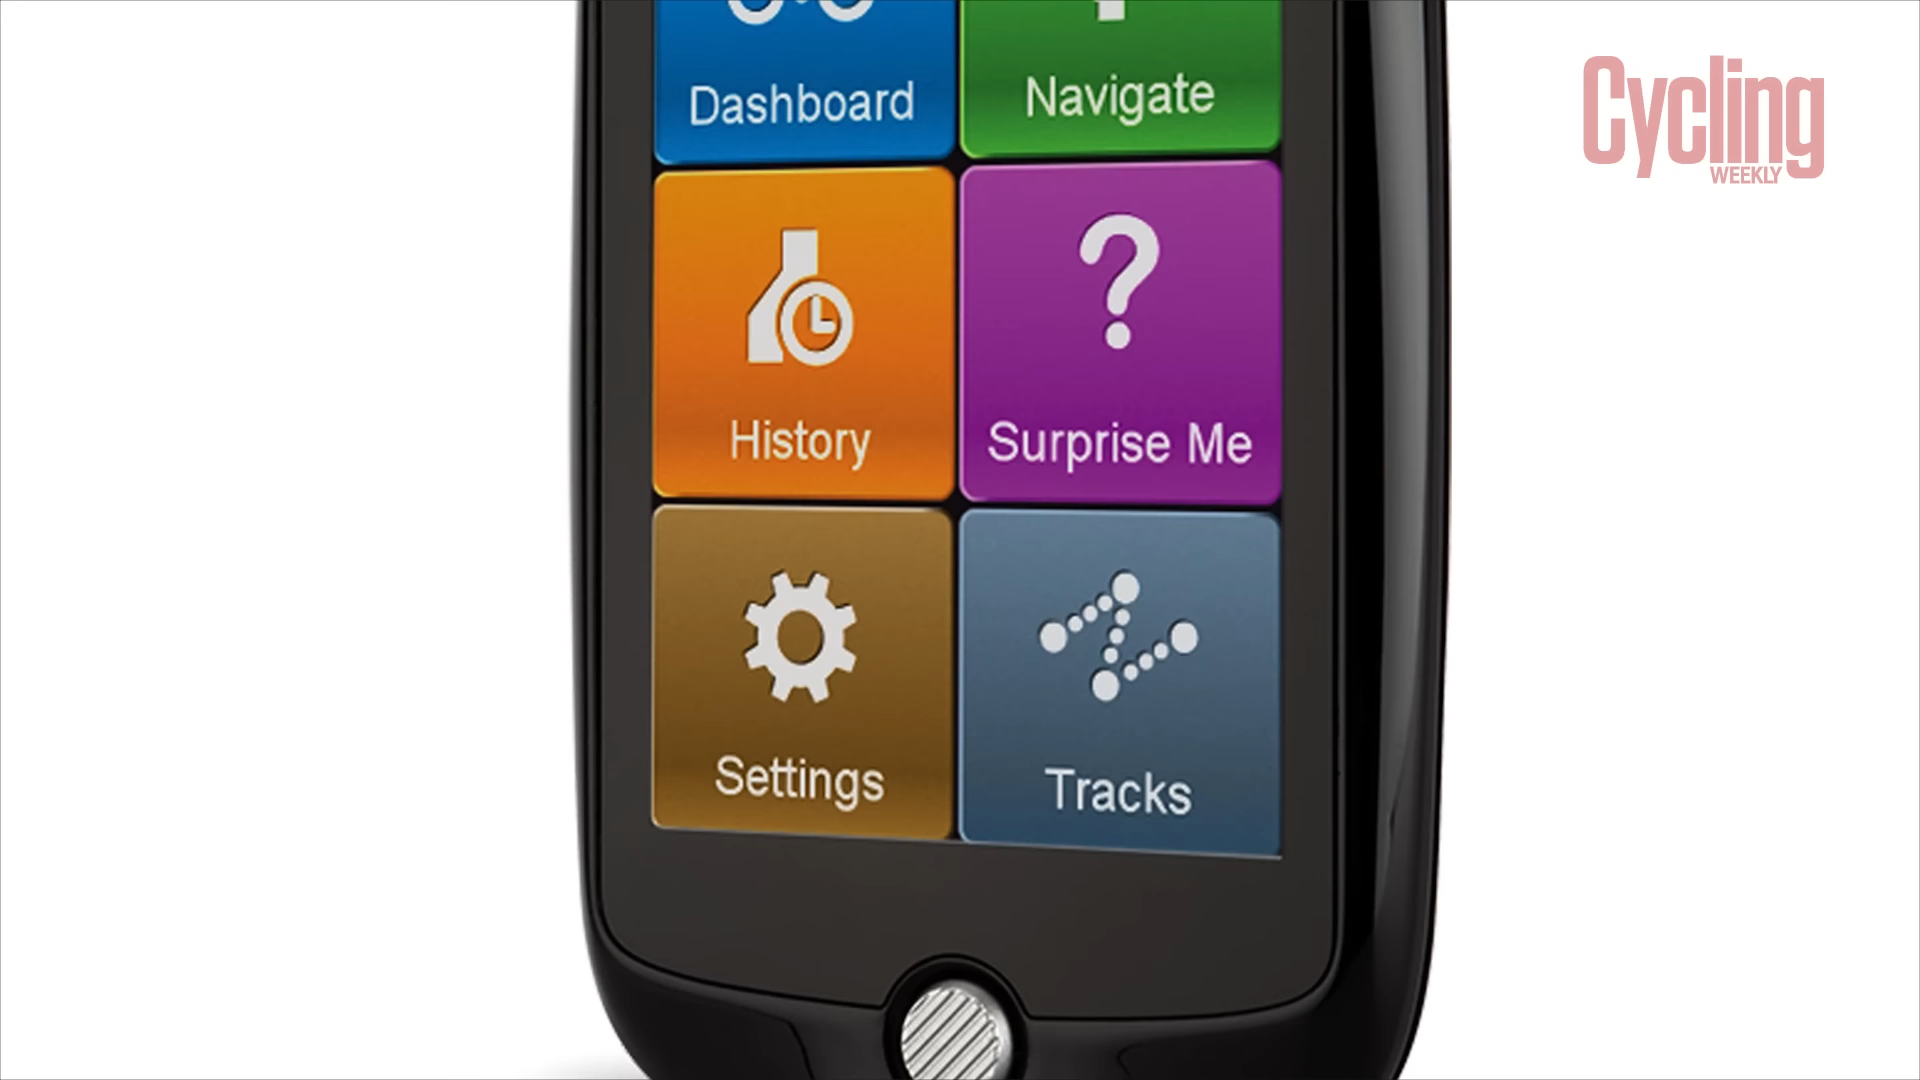 Dashboard
Navigate
Cycling
WEEKLY
History
Surprise Me
Settings
Tracks